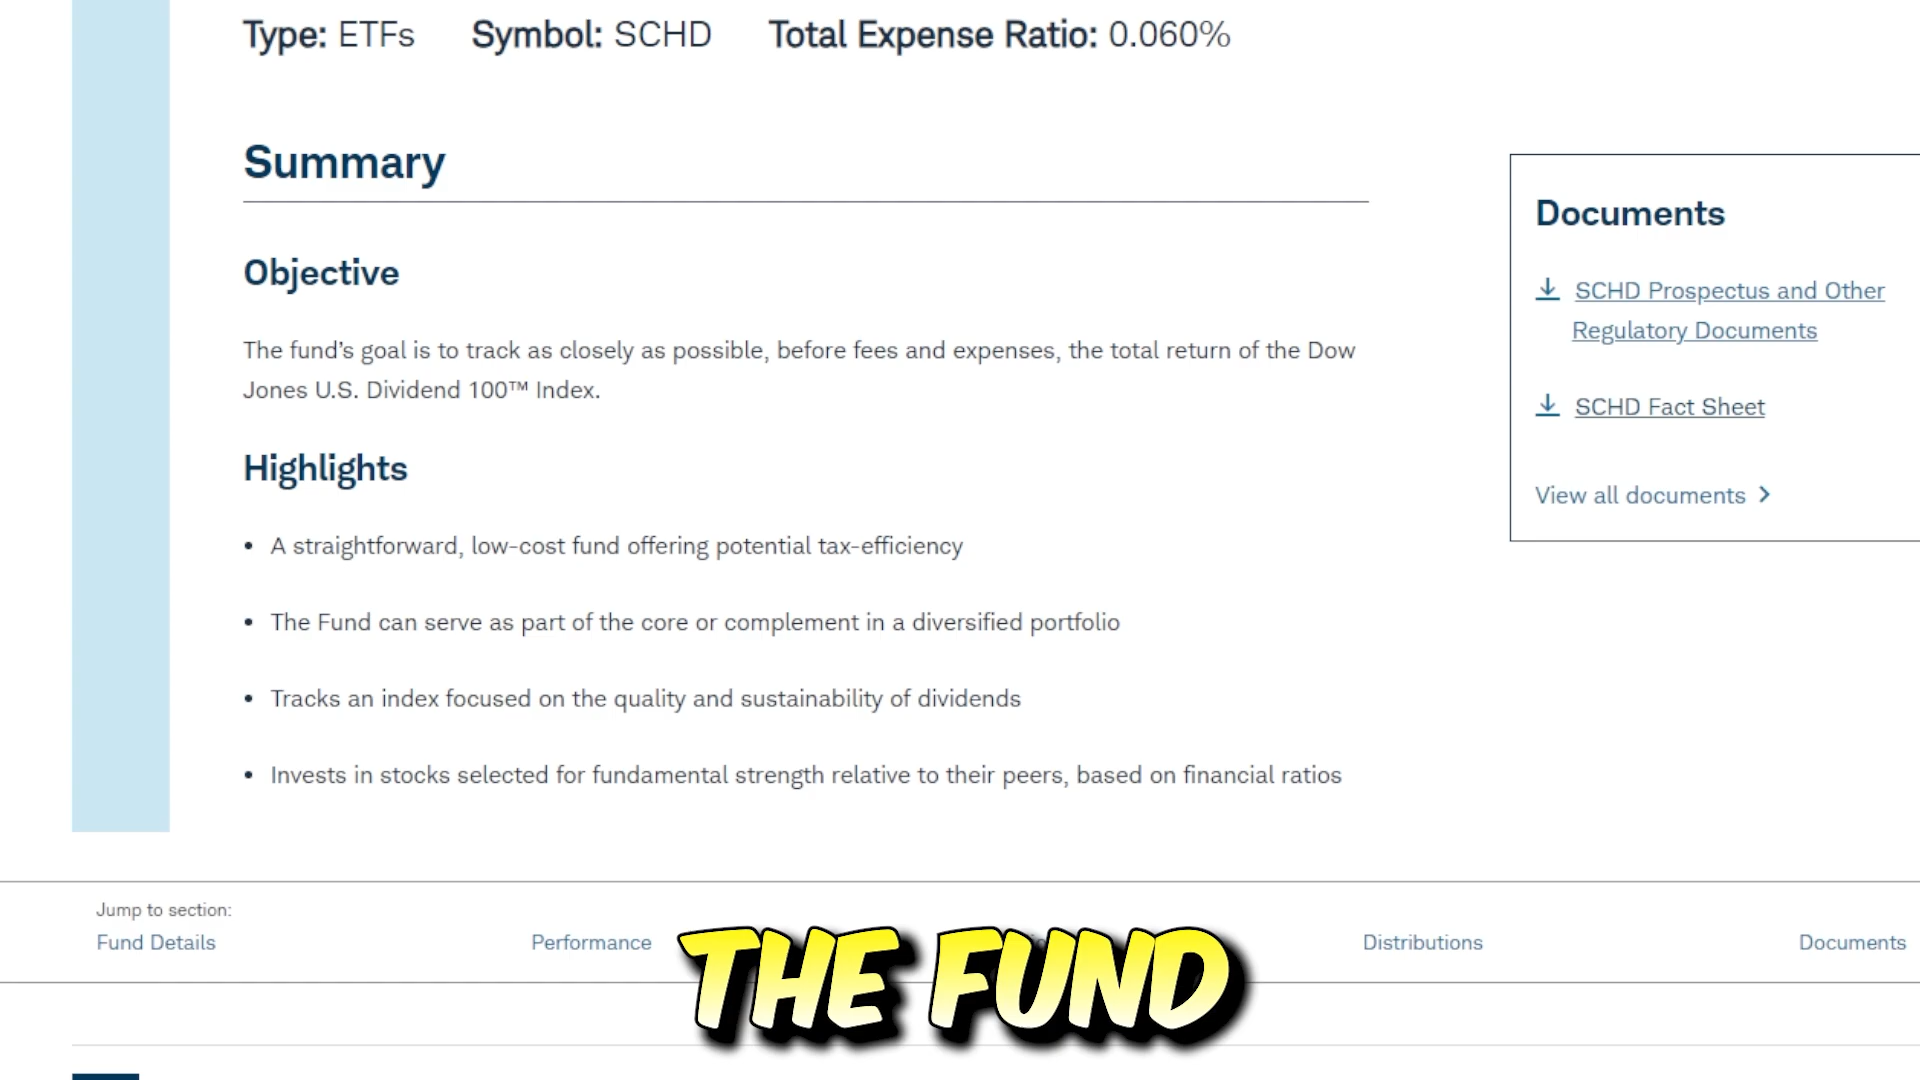 Type: ETFs Symbol: SCHD Total Expense Ratio: 0.060%
Summary
Objective
The fund's goal is to track as closely as possible, before fees and expenses, the total return of the Dow
Jones U.S. Dividend 100™ Index.
Highlights
• A straightforward, low-cost fund offering potential tax-efficiency
• The Fund can serve as part of the core or complement in a diversified portfolio
• Tracks an index focused on the quality and sustainability of dividends
• Invests in stocks selected for fundamental strength relative to their peers, based on financial ratios
Documents
SCHD Prospectus and Other
Regulatory Documents
SCHD Fact Sheet
View all documents
Jump to section:
Fund Details
Performance
Distributions
Documents
THE FUND